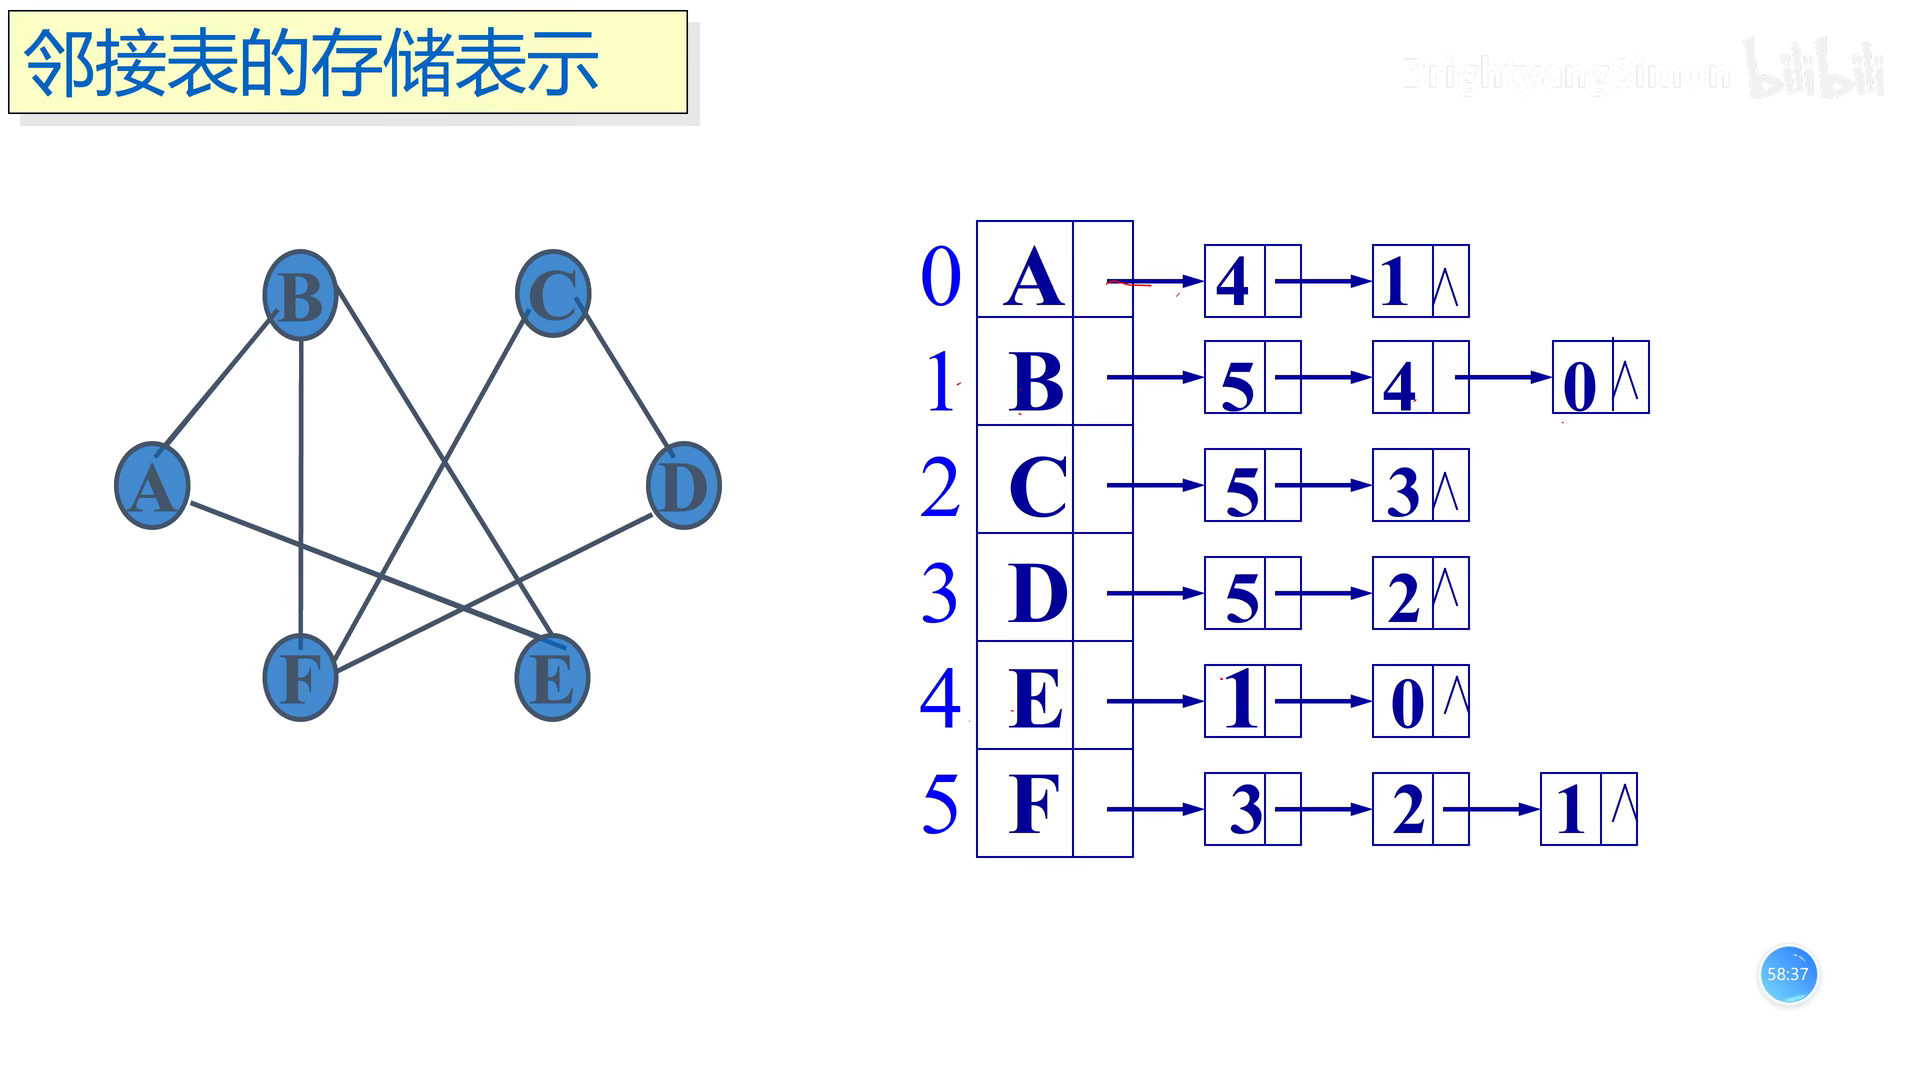 邻接表的存储表示
BrightyangSimon bilibili
B C
A D
F E
0 A 4 1 ∧
1 B 5 4 0 ∧
2 C 5 3 ∧
3 D 5 2 ∧
4 E 1 0 ∧
5 F 3 2 1 ∧
58:37